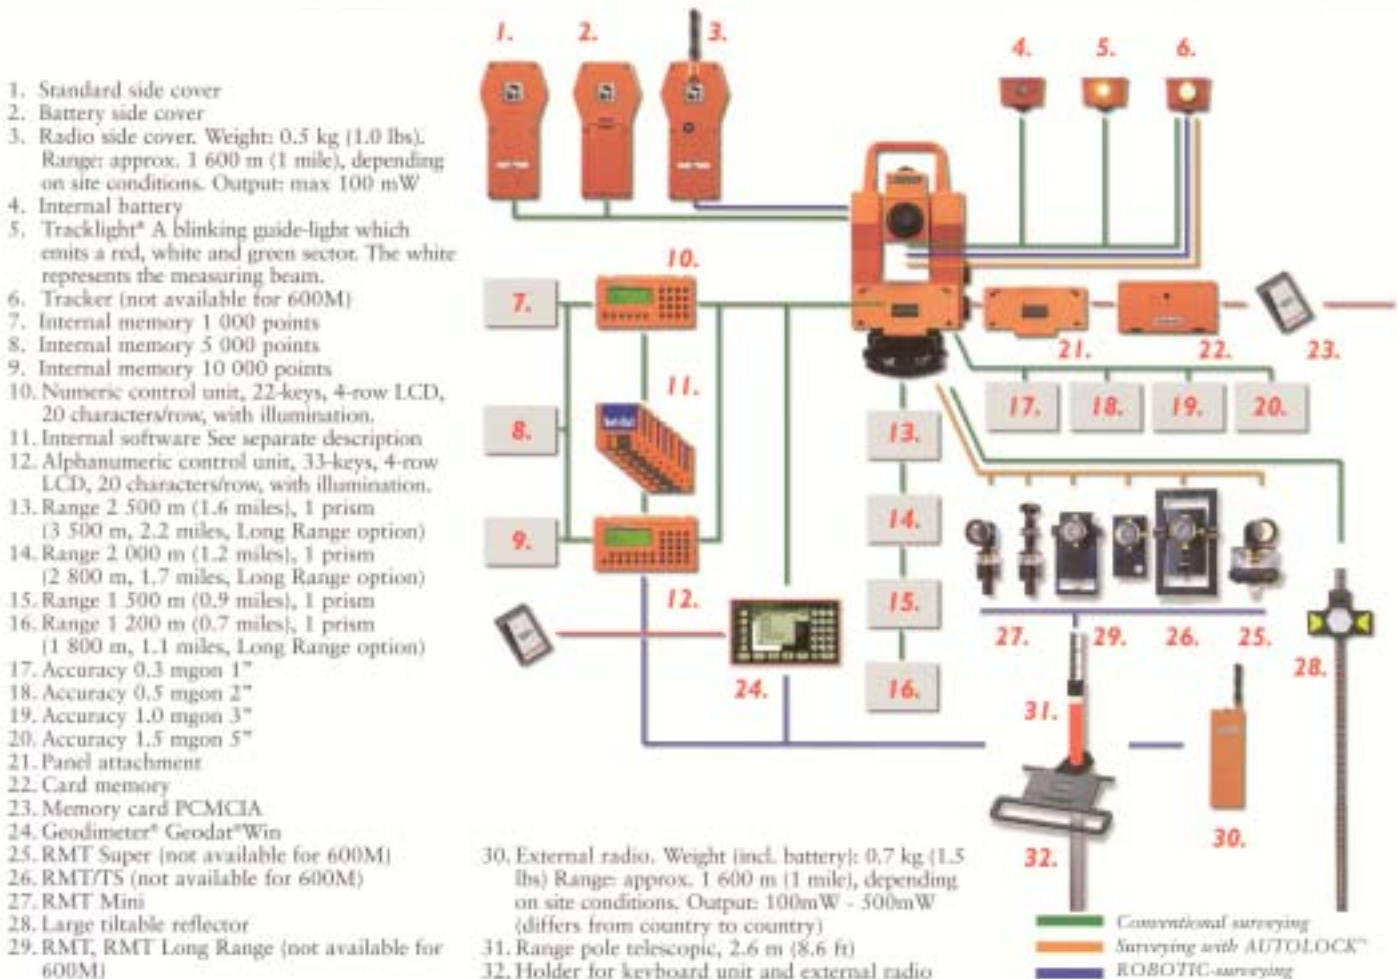 1. Standard side cover
2. Battery side cover
3. Radio side cover. Weight: 0.5 kg (1.0 lbs).
Range: approx. 1 600 m (1 mile), depending
on site conditions. Output: max 100 mW
4. Internal battery
5. Tracklight® A blinking guide-light which
emits a red, white and green sector. The white
represents the measuring beam.
6. Tracker (not available for 600M)
7. Internal memory 1 000 points
8. Internal memory 5 000 points
9. Internal memory 10 000 points
10. Numeric control unit, 22-keys, 4-row LCD,
20 characters/row, with illumination.
11. Internal software See separate description
12. Alphanumeric control unit, 33-keys, 4-row
LCD, 20 characters/row, with illumination.
13. Range 2 500 m (1.6 miles), 1 prism
(3 500 m, 2.2 miles, Long Range option)
14. Range 2 000 m (1.2 miles), 1 prism
(2 800 m, 1.7 miles, Long Range option)
15. Range 1 500 m (0.9 miles), 1 prism
16. Range 1 200 m (0.7 miles), 1 prism
(1 800 m, 1.1 miles, Long Range option)
17. Accuracy 0.3 mgon 1"
18. Accuracy 0.5 mgon 2"
19. Accuracy 1.0 mgon 3"
20. Accuracy 1.5 mgon 5"
21. Panel attachment
22. Card memory
23. Memory card PCMCIA
24. Geodimeter® Geodat®Win
25. RMT Super (not available for 600M)
26. RMT/TS (not available for 600M)
27. RMT Mini
28. Large tiltable reflector
29. RMT, RMT Long Range (not available for
600M)
30. External radio. Weight (incl. battery): 0.7 kg (1.5
lbs) Range: approx. 1 600 m (1 mile), depending
on site conditions. Output: 100mW - 500mW
(differs from country to country)
31. Range pole telescopic, 2.6 m (8.6 ft)
32. Holder for keyboard unit and external radio
1.
2.
3.
4.
5.
6.
7.
10.
21.
22.
23.
11.
8.
13.
17.
18.
19.
20.
9.
14.
12.
15.
24.
16.
27.
29.
26.
25.
28.
31.
30.
32.
Conventional surveying
Surveying with AUTOLOCK™
ROBOTIC-surveying